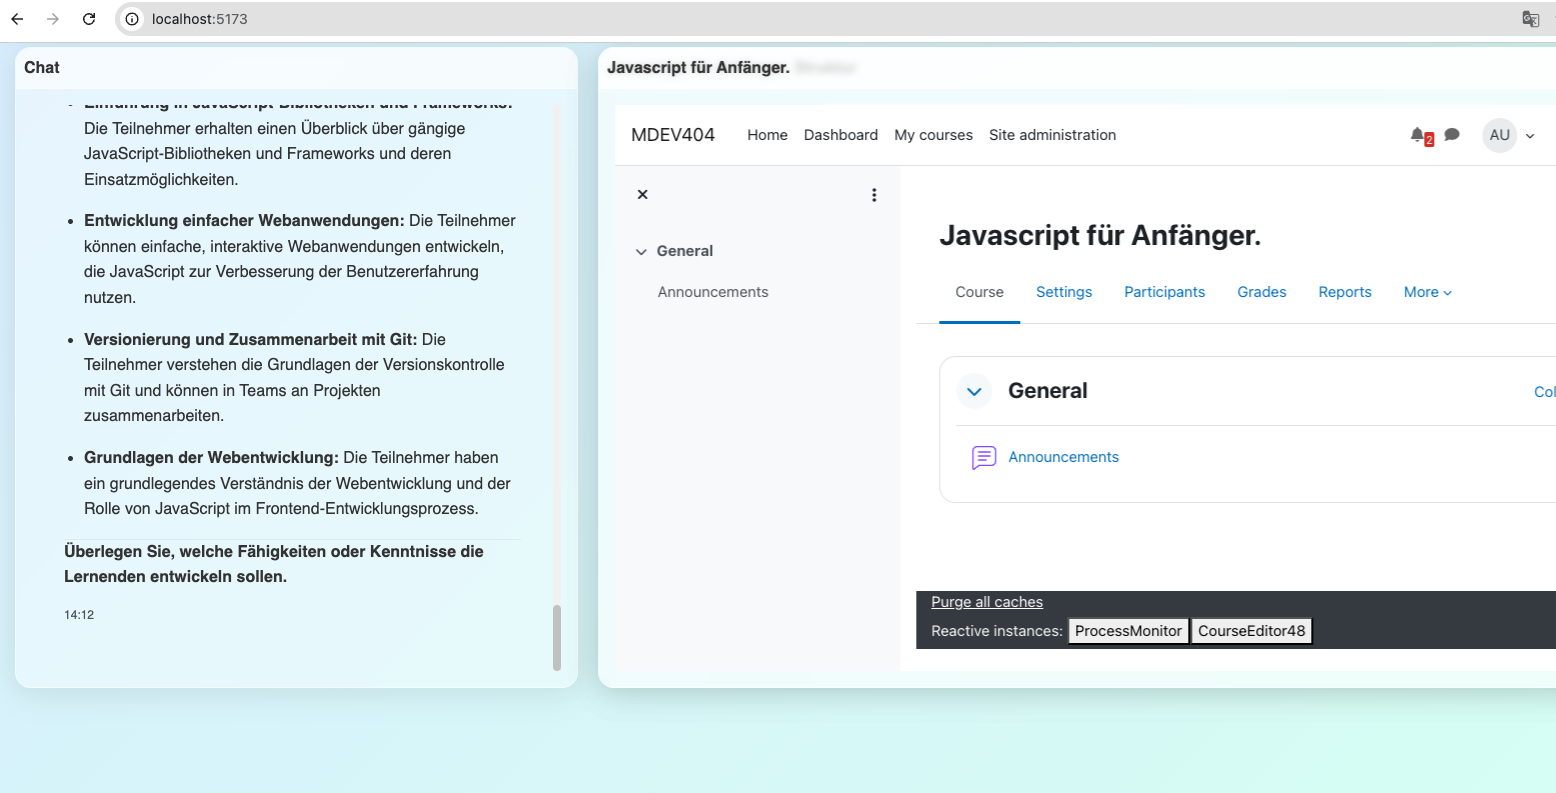 localhost:5173
Chat
Einführung in JavaScript-Bibliotheken und Frameworks:
Die Teilnehmer erhalten einen Überblick über gängige
JavaScript-Bibliotheken und Frameworks und deren
Einsatzmöglichkeiten.
Entwicklung einfacher Webanwendungen: Die Teilnehmer
können einfache, interaktive Webanwendungen entwickeln,
die JavaScript zur Verbesserung der Benutzererfahrung
nutzen.
Versionierung und Zusammenarbeit mit Git: Die
Teilnehmer verstehen die Grundlagen der Versionskontrolle
mit Git und können in Teams an Projekten
zusammenarbeiten.
Grundlagen der Webentwicklung: Die Teilnehmer haben
ein grundlegendes Verständnis der Webentwicklung und der
Rolle von JavaScript im Frontend-Entwicklungsprozess.
Überlegen Sie, welche Fähigkeiten oder Kenntnisse die
Lernenden entwickeln sollen.
14:12
Javascript für Anfänger.
MDEV404 Home Dashboard My courses Site administration 2 AU
General
Announcements
Javascript für Anfänger.
Course Settings Participants Grades Reports More
General Col
Announcements
Purge all caches
Reactive instances: ProcessMonitor CourseEditor48